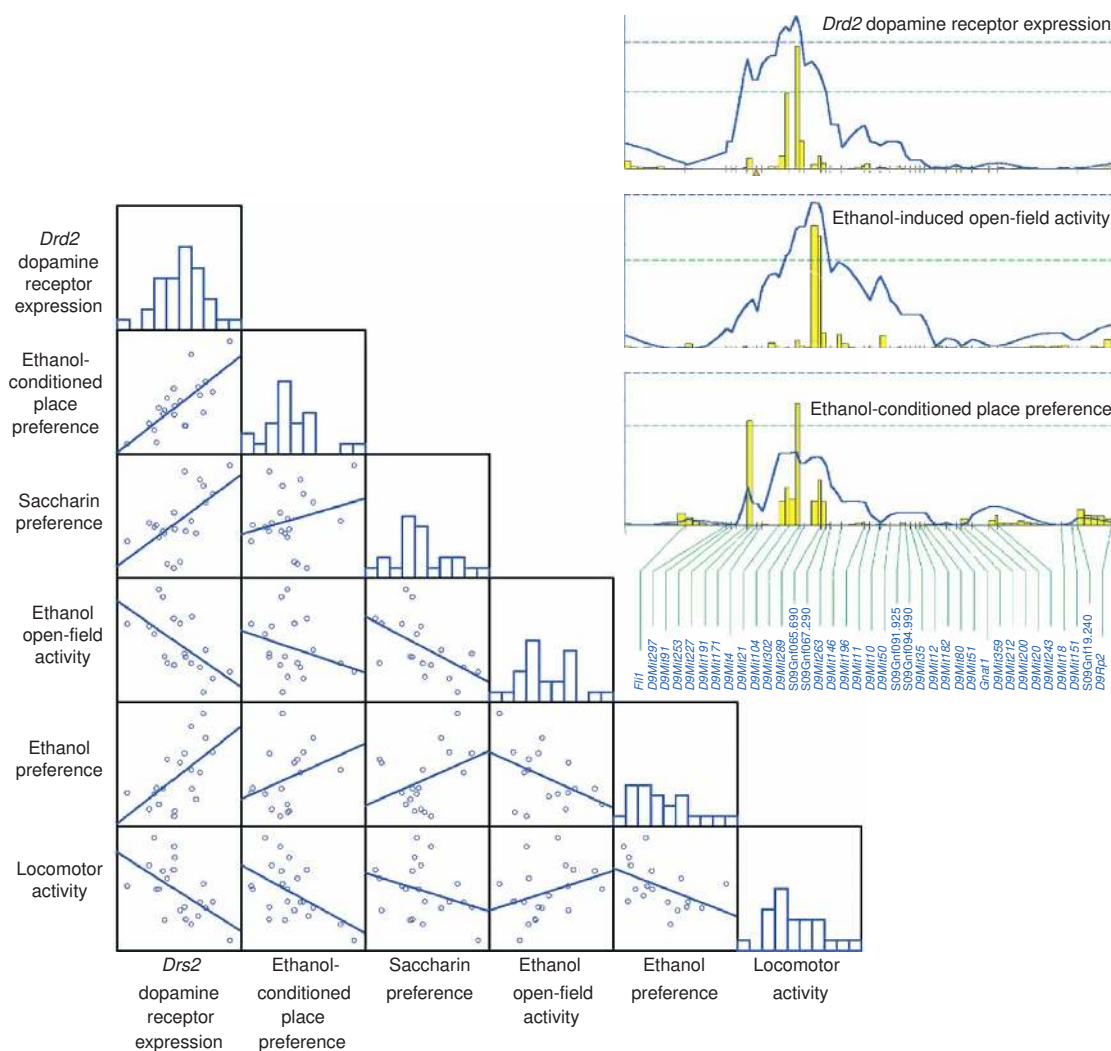 Drd2 dopamine receptor expression
Ethanol-induced open-field activity
Ethanol-conditioned place preference
Fli1
D9Mit297
D9Mit91
D9Mit253
D9Mit227
D9Mit191
D9Mit171
D9Mit4
D9Mit21
D9Mit104
D9Mit302
D9Mit289
S09Gnf065.690
S09Gnf067.290
D9Mit263
D9Mit146
D9Mit196
D9Mit11
D9Mit10
D9Mit50
S09Gnf091.925
S09Gnf094.990
D9Mit35
D9Mit12
D9Mit182
D9Mit80
D9Mit51
Gnat1
D9Mit359
D9Mit212
D9Mit200
D9Mit20
D9Mit243
D9Mit18
D9Mit151
S09Gnf119.240
D9Rp2
Drd2
dopamine
receptor
expression
Ethanol-
conditioned
place
preference
Saccharin
preference
Ethanol
open-field
activity
Ethanol
preference
Locomotor
activity
Drs2
dopamine
receptor
expression
Ethanol-
conditioned
place
preference
Saccharin
preference
Ethanol
open-field
activity
Ethanol
preference
Locomotor
activity